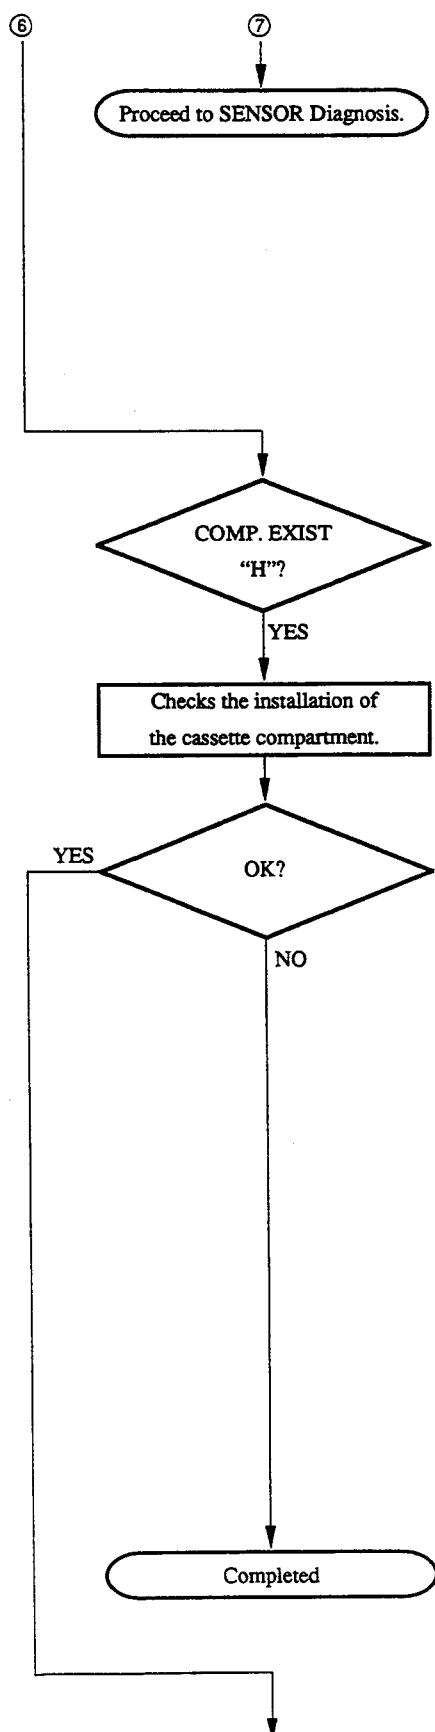 ⑥ ⑦
Proceed to SENSOR Diagnosis.
COMP. EXIST
“H”?
YES
Checks the installation of
the cassette compartment.
YES
OK?
NO
Completed